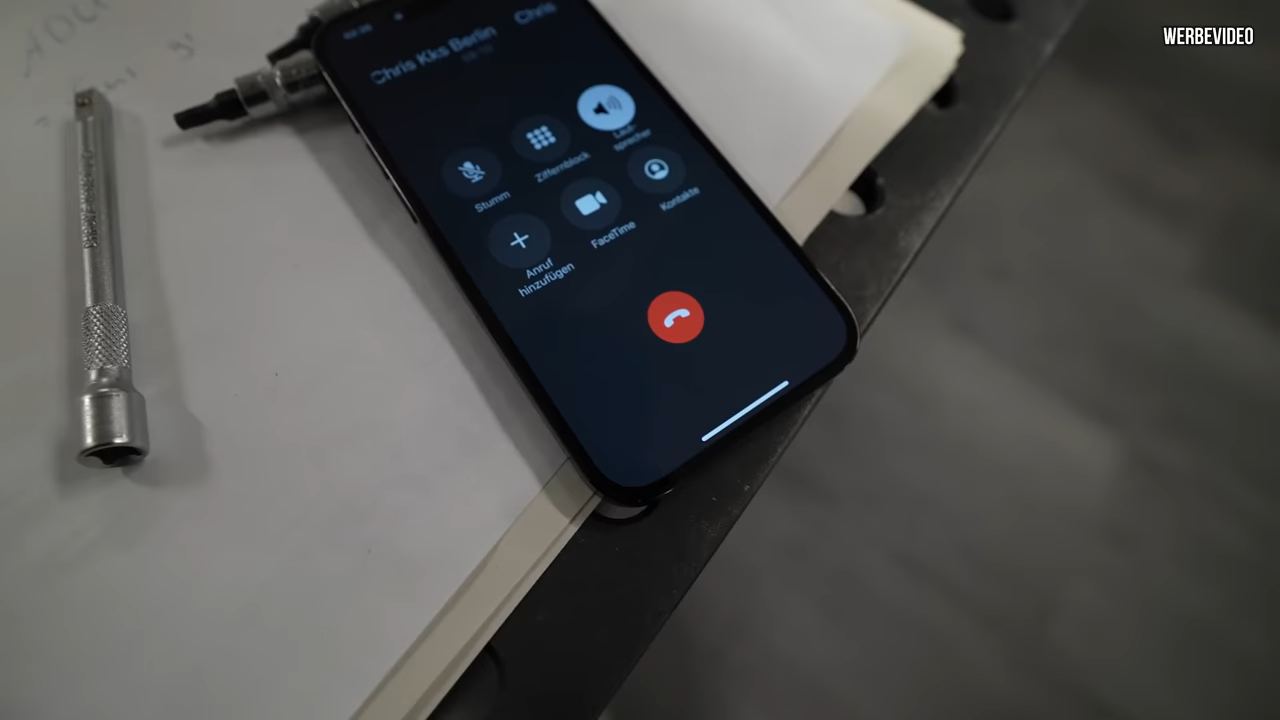 WERBEVIDEO
Chris
Chris Kks Berlin
Laut-
sprecher
Ziffernblock
Stumm
Kontakte
FaceTime
Anruf
hinzufügen